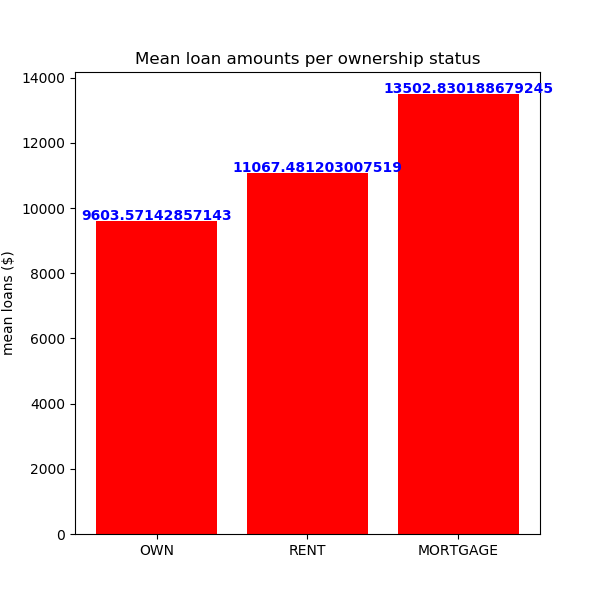 Mean loan amounts per ownership status
mean loans ($)
14000
12000
10000
8000
6000
4000
2000
0
9603.57142857143
11067.481203007519
13502.830188679245
OWN
RENT
MORTGAGE